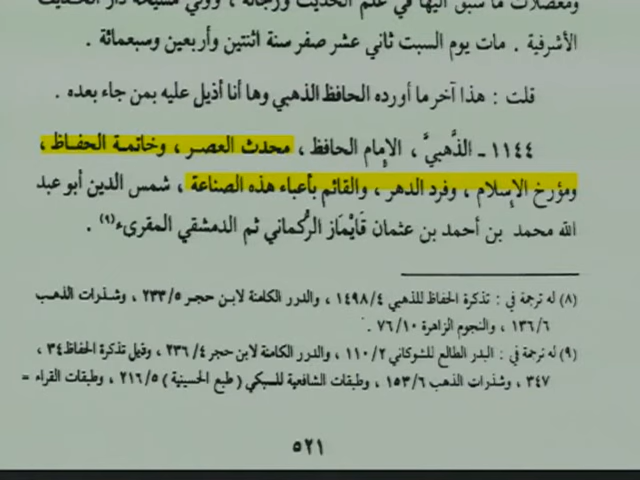 ومعضلات ما سبق إليها في علم الحديث ورجاله ، وولي مشيخة دار الحديث
الأشرفية . مات يوم السبت ثاني عشر صفر سنة اثنتين وأربعين وسبعمائة .
قلت : هذا آخر ما أورده الحافظ الذهبي وها أنا أذيل عليه بمن جاء بعده .
١١٤٤ ـ الذَّهبيَّ ، الإمام الحافظ ، محدث العصر ، وخاتمة الحفاظ ،
ومؤرخ الإسلام ، وفرد الدهر ، والقائم بأعباء هذه الصناعة ، شمس الدين أبو عبد
الله محمد بن أحمد بن عثمان قَايْمَاز الرُّكماني ثم الدمشقي المقرىء(٩) .
(٨) له ترجمة في : تذكرة الحفاظ للذهبي ١٤٩٨/٤ ، والدرر الكامنة لابن حجر ٢٣٣/٥ ، وشذرات الذهب
١٣٦/٦ ، والنجوم الزاهرة ٧٦/١٠ .
(٩) له ترجمة في : البدر الطالع للشوكاني ١١٠/٢ ، والدرر الكامنة لابن حجر ٢٣٦/٤ ، وذيل تذكرة الحفاظ ٣٤ ،
٣٤٧ ، وشذرات الذهب ١٥٣/٦ ، وطبقات الشافعية للسبكي ( طبع الحسينية ) ٢١٦/٥ ، وطبقات القراء =
٥٢١